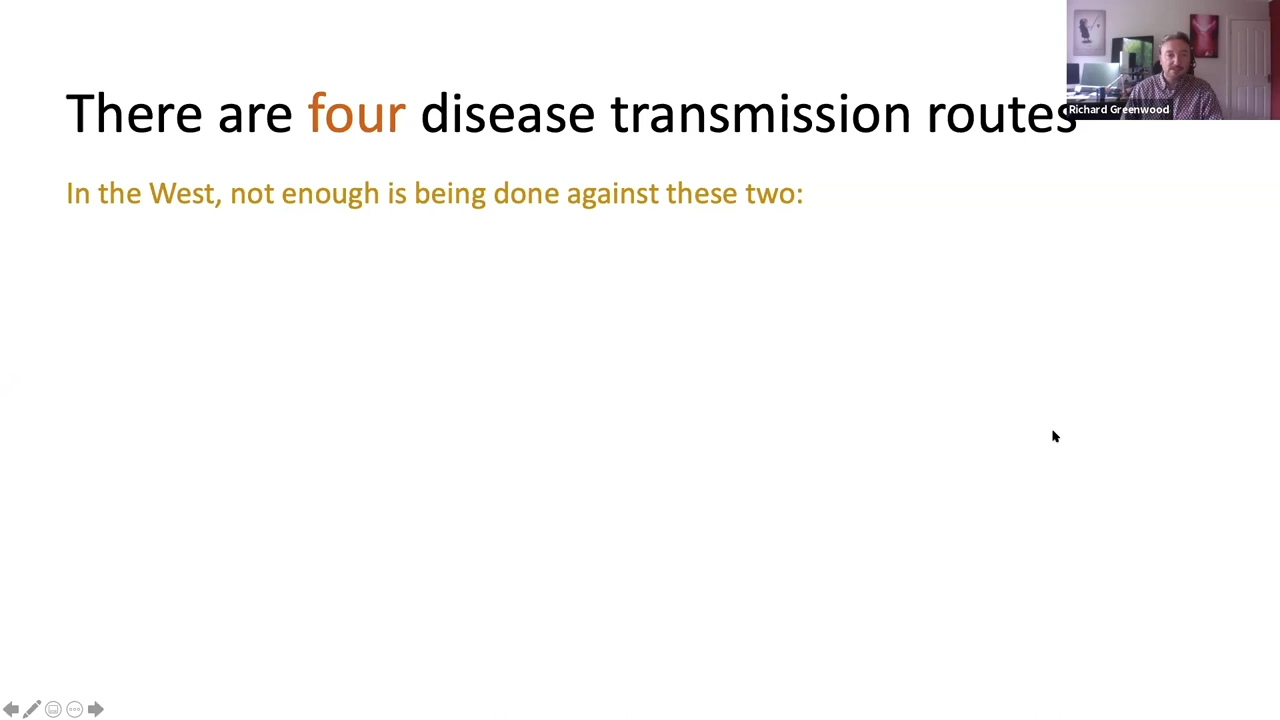 There are four disease transmission routes
Richard Greenwood
In the West, not enough is being done against these two: